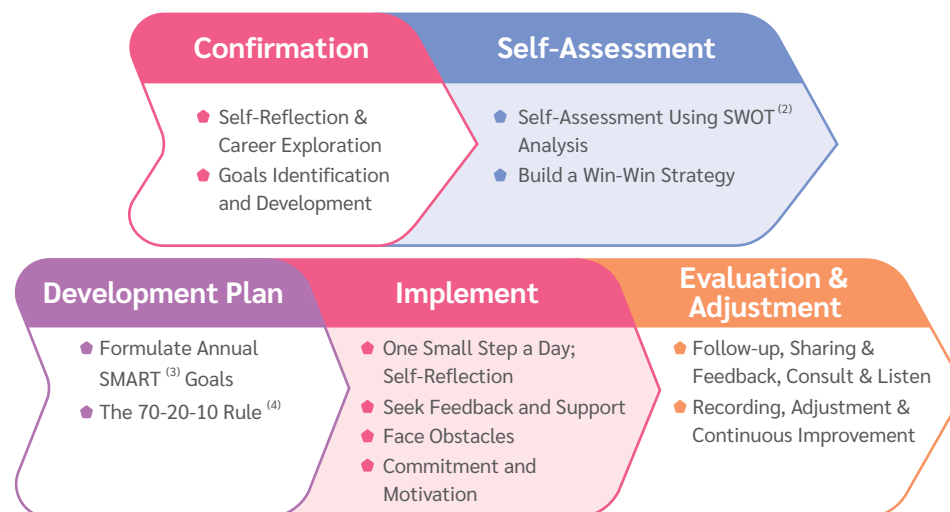 Confirmation
Self-Reflection &
Career Exploration
Goals Identification
and Development
Self-Assessment
Self-Assessment Using SWOT (2)
Analysis
Build a Win-Win Strategy
Development Plan
Formulate Annual
SMART (3) Goals
The 70-20-10 Rule (4)
Implement
One Small Step a Day;
Self-Reflection
Seek Feedback and Support
Face Obstacles
Commitment and
Motivation
Evaluation &
Adjustment
Follow-up, Sharing &
Feedback, Consult & Listen
Recording, Adjustment &
Continuous Improvement